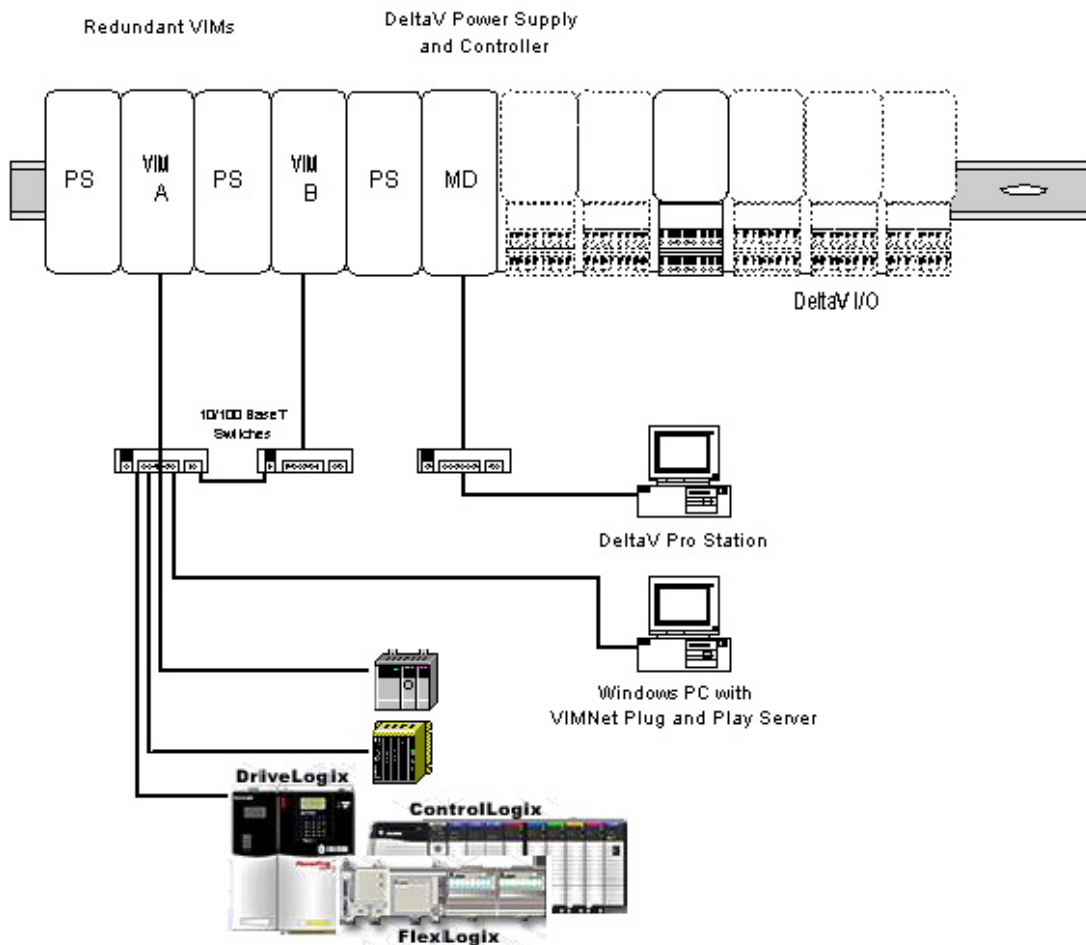 Redundant VIMs
DeltaV Power Supply
and Controller
PS
VIM
A
PS
VIM
B
PS
MD
DeltaV I/O
10/100 BaseT
Switches
DeltaV Pro Station
Windows PC with
VIMNet Plug and Play Server
DriveLogix
ControlLogix
FlexLogix